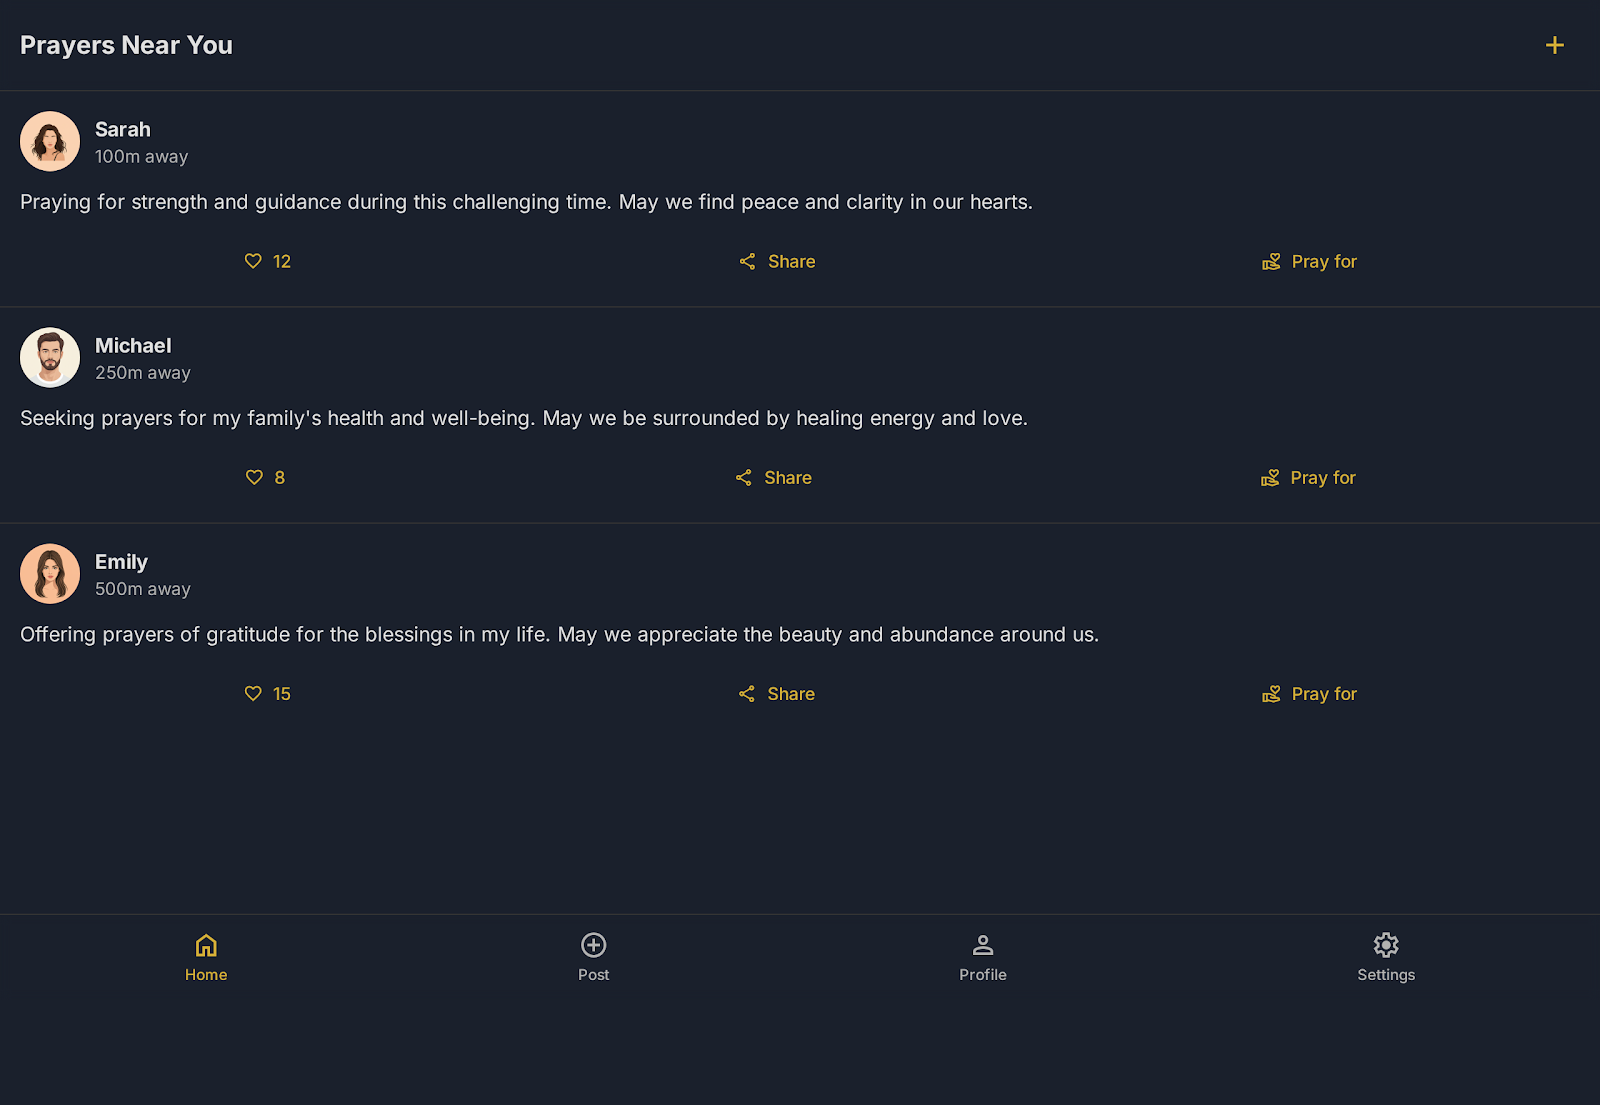 Prayers Near You
Sarah
100m away
Praying for strength and guidance during this challenging time. May we find peace and clarity in our hearts.
12 Share Pray for
Michael
250m away
Seeking prayers for my family's health and well-being. May we be surrounded by healing energy and love.
8 Share Pray for
Emily
500m away
Offering prayers of gratitude for the blessings in my life. May we appreciate the beauty and abundance around us.
15 Share Pray for
Home Post Profile Settings